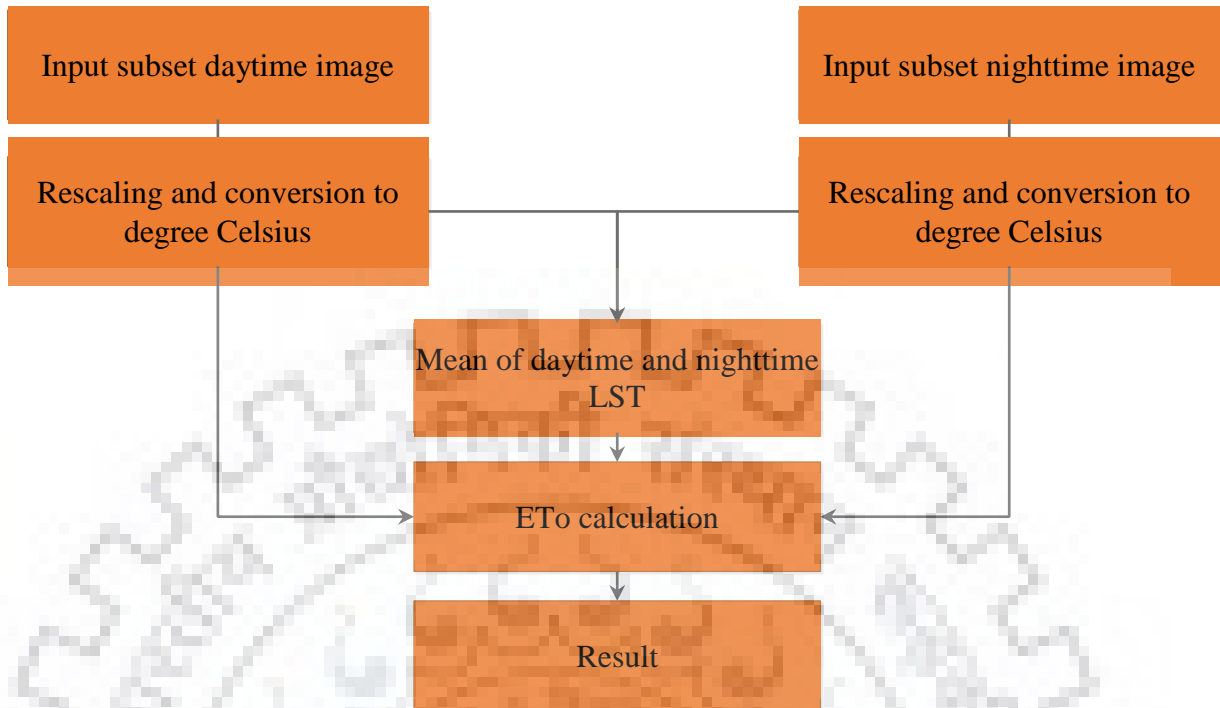 Input subset daytime image
Input subset nighttime image
Rescaling and conversion to
degree Celsius
Rescaling and conversion to
degree Celsius
Mean of daytime and nighttime
LST
ETo calculation
Result